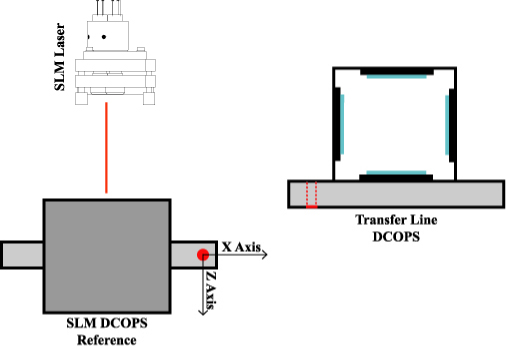 SLM Laser
X Axis
Z Axis
SLM DCOPS
Reference
Transfer Line
DCOPS